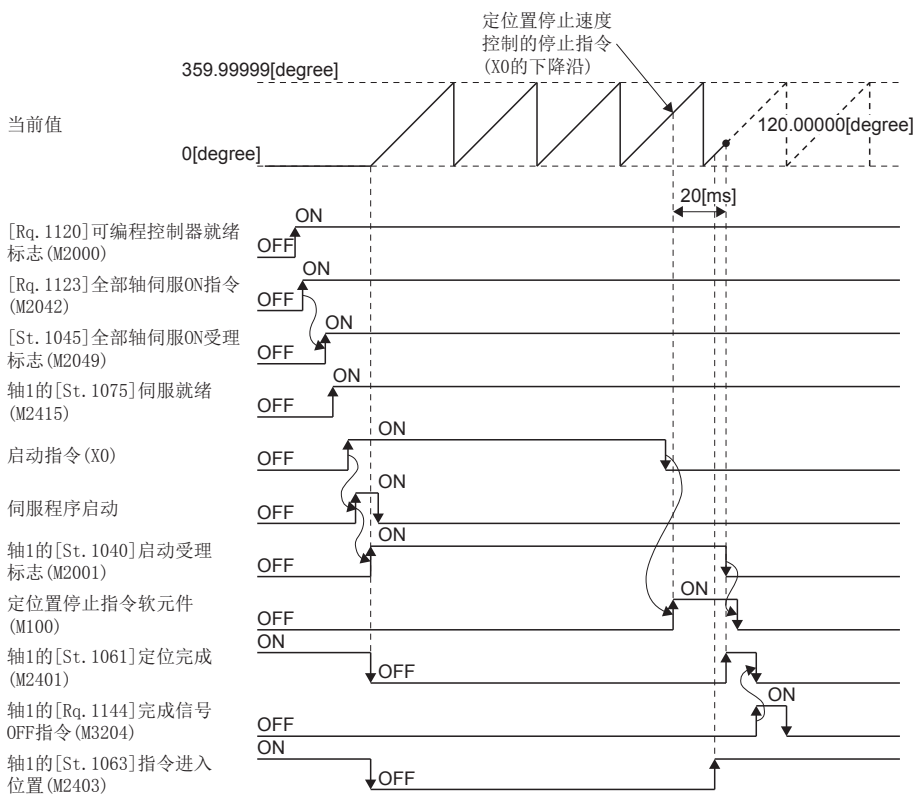 定位置停止速度
控制的停止指令
(X0的下降沿)
359.99999[degree]
当前值
120.00000[degree]
0[degree]
20[ms]
ON
[Rq.1120]可编程控制器就绪
标志(M2000)
OFF
ON
[Rq.1123]全部轴伺服ON指令
(M2042)
OFF
ON
[St.1045]全部轴伺服ON受理
标志(M2049)
OFF
ON
轴1的[St.1075]伺服就绪
(M2415)
OFF
ON
启动指令(X0)
OFF
ON
伺服程序启动
OFF
ON
轴1的[St.1040]启动受理
标志(M2001)
OFF
ON
定位置停止指令软元件
(M100)
OFF
ON
轴1的[St.1061]定位完成
(M2401)
OFF
ON
轴1的[Rq.1144]完成信号
OFF指令(M3204)
OFF
ON
轴1的[St.1063]指令进入
位置(M2403)
OFF